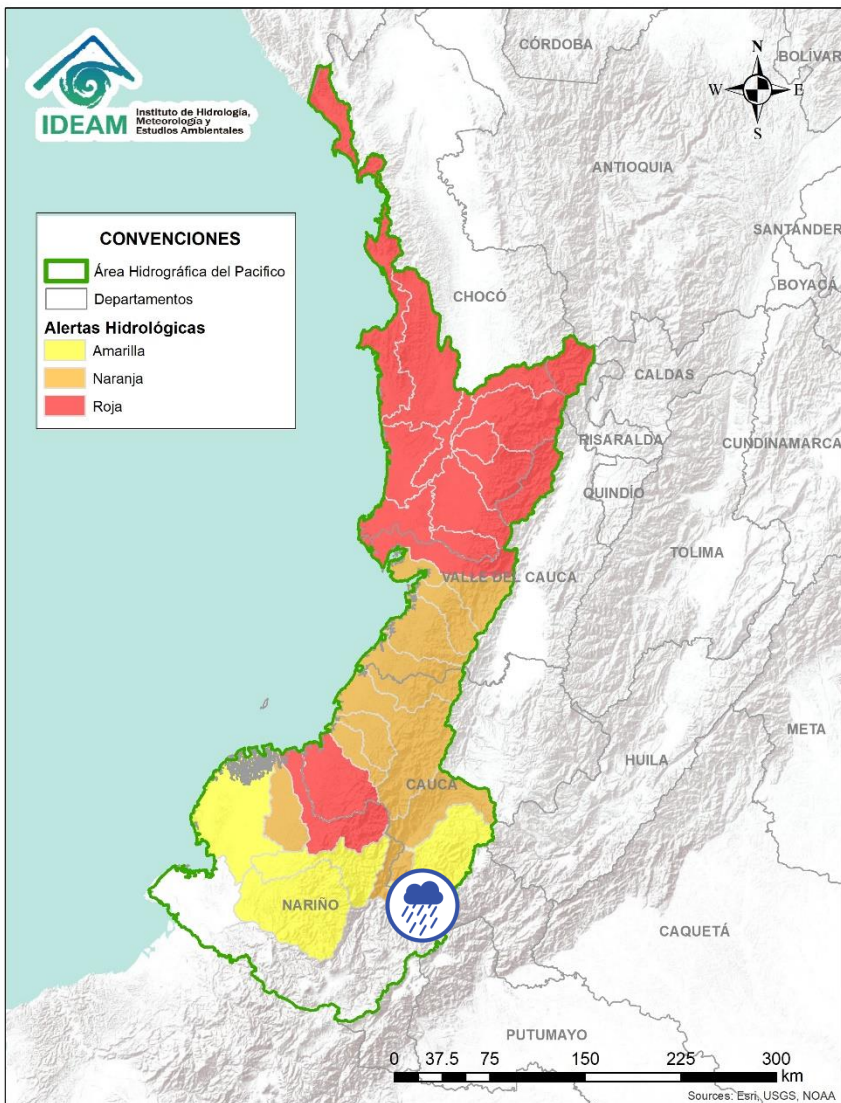 IDEAM
Instituto de Hidrología,
Meteorología y
Estudios Ambientales
CÓRDOBA
BOLÍVAR
N
W
E
S
ANTIOQUIA
SANTANDER
BOYACÁ
CONVENCIONES
Área Hidrográfica del Pacifico
Departamentos
Alertas Hidrológicas
Amarilla
Naranja
Roja
CHOCÓ
CALDAS
RISARALDA
CUNDINAMARCA
QUINDÍO
TOLIMA
VALLE DEL CAUCA
META
HUILA
CAUCA
NARIÑO
CAQUETÁ
PUTUMAYO
0 37.5 75 150 225 300
km
Sources: Esri, USGS, NOAA